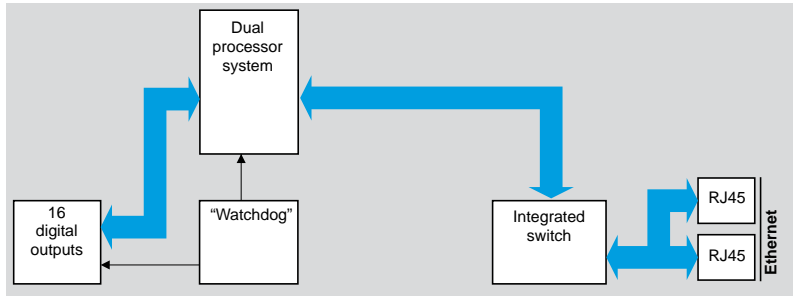 Dual
processor
system
16
digital
outputs
“Watchdog”
Integrated
switch
RJ45
RJ45
Ethernet